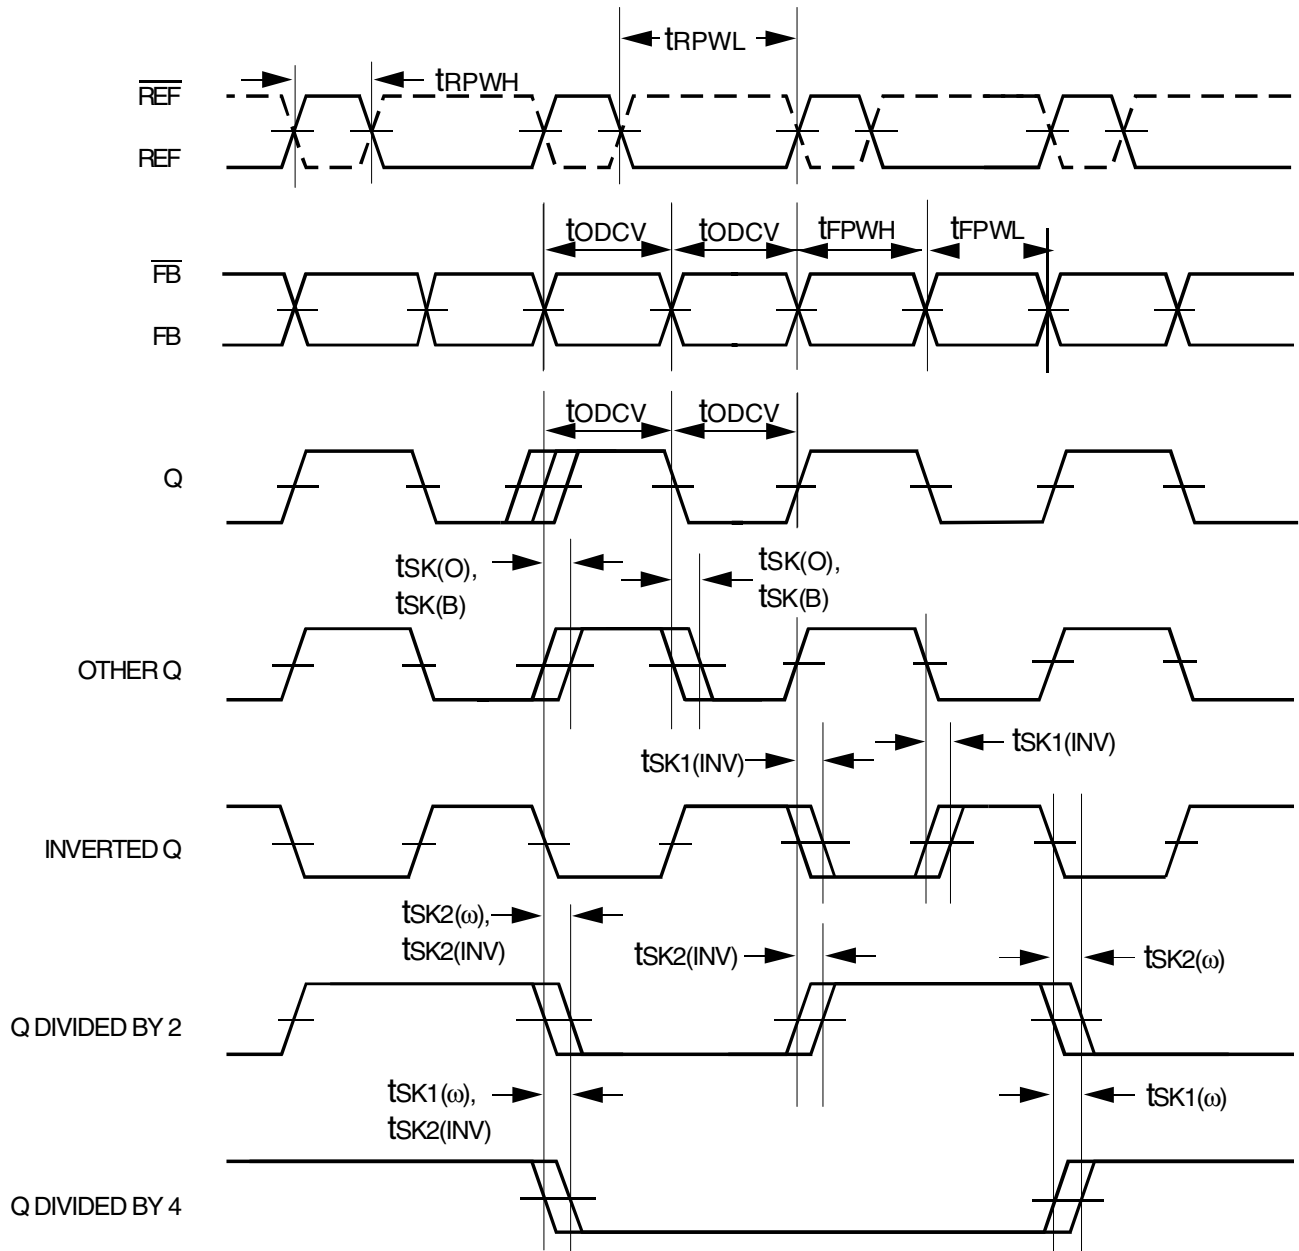 tRPWL
tRPWH
REF
REF
tODCV tODCV tFPWH tFPWL
FB
FB
tODCV tODCV
Q
tSK(O),
tSK(B)
tSK(O),
tSK(B)
OTHER Q
tSK1(INV)
tSK1(INV)
INVERTED Q
tSK2(ω),
tSK2(INV)
tSK2(INV)
tSK2(ω)
Q DIVIDED BY 2
tSK1(ω),
tSK2(INV)
tSK1(ω)
Q DIVIDED BY 4